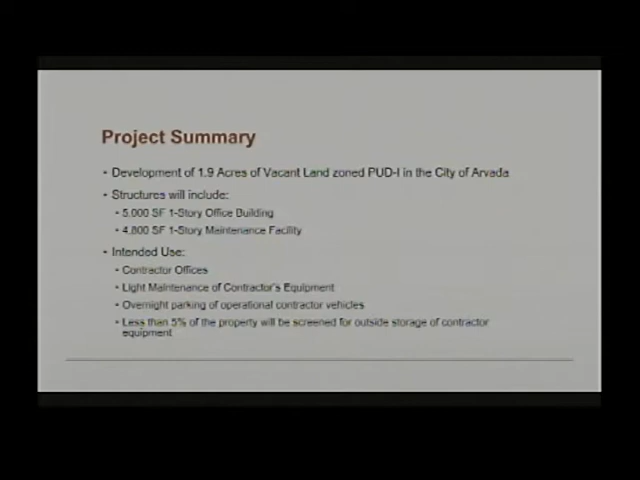 Project Summary
• Development of 1.9 Acres of Vacant Land zoned PUD-I in the City of Arvada
• Structures will include:
• 5,000 SF 1-Story Office Building
• 4,800 SF 1-Story Maintenance Facility
• Intended Use:
• Contractor Offices
• Light Maintenance of Contractor's Equipment
• Overnight parking of operational contractor vehicles
• Less than 5% of the property will be screened for outside storage of contractor
equipment